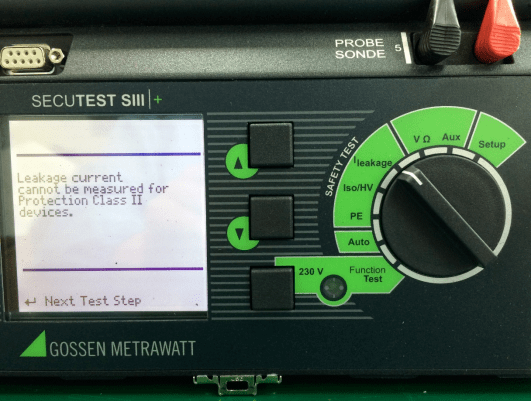 PROBE
SONDE
5
SECUTEST SIII+
Leakage current
cannot be measured for
Protection Class II
devices.
↵ Next Test Step
SAFETY TEST
V Ω
Aux
Setup
Ileakage
Iso/HV
PE
Auto
230 V
Function
Test
GOSSEN METRAWATT